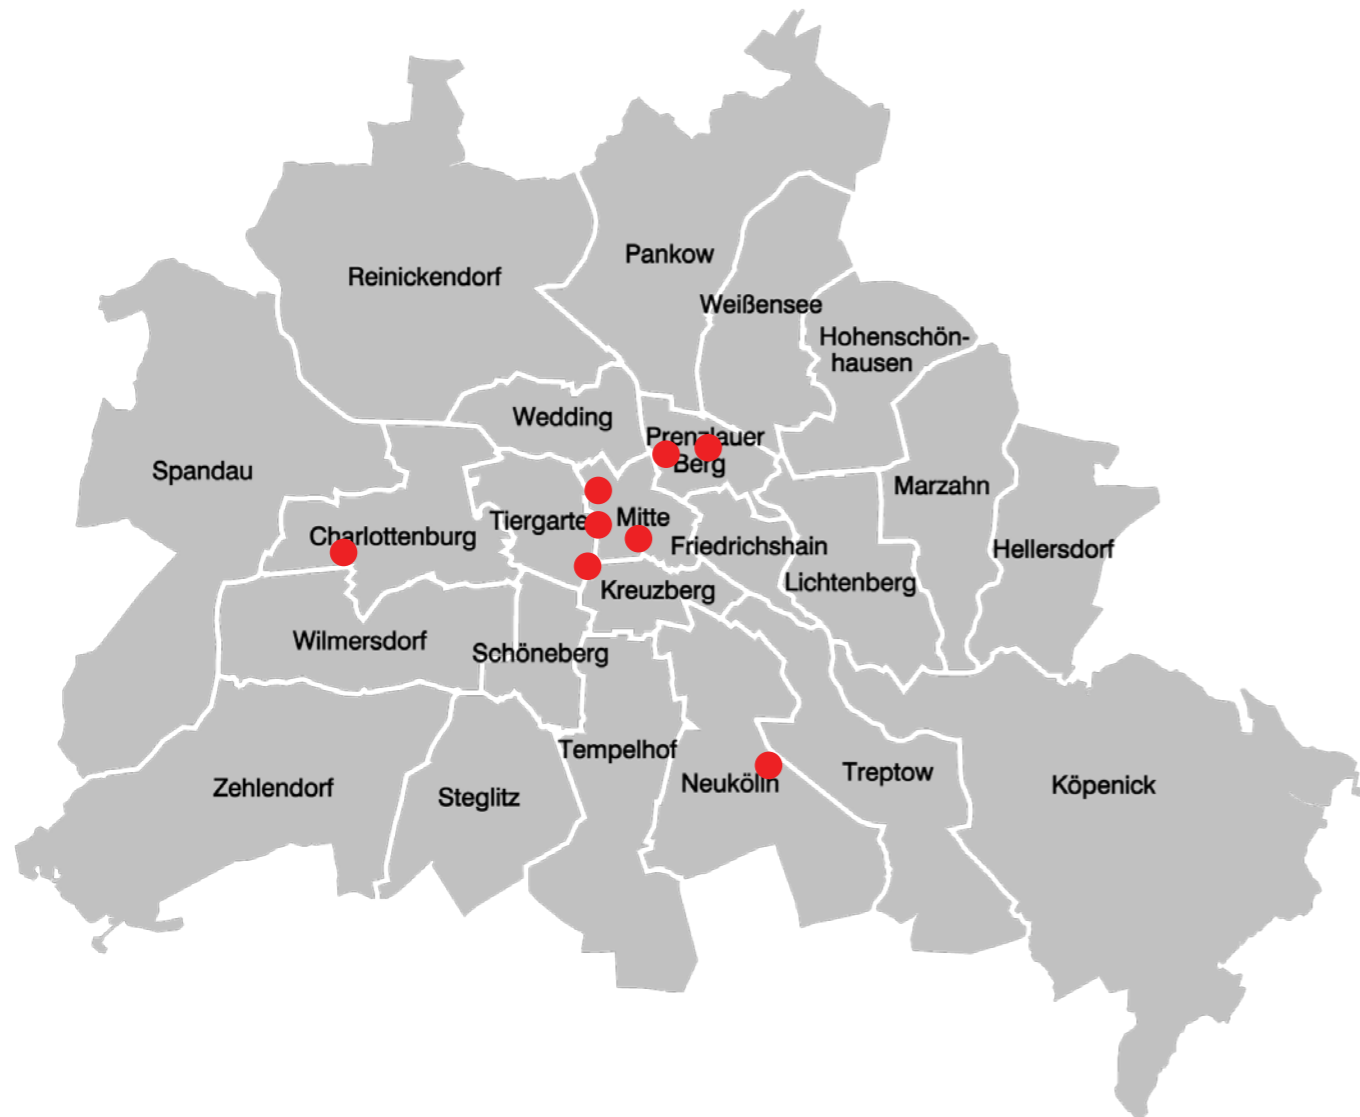 Pankow
Reinickendorf
Weißensee
Hohenschön-
hausen
Wedding
Prenzlauer
Berg
Spandau
Marzahn
Tiergarten
Mitte
Charlottenburg
Friedrichshain
Hellersdorf
Lichtenberg
Kreuzberg
Wilmersdorf
Schöneberg
Tempelhof
Zehlendorf
Steglitz
Neukölln
Treptow
Köpenick